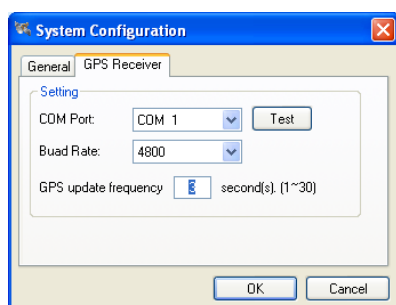 System Configuration
General GPS Receiver
Setting
COM Port: COM 1 Test
Buad Rate: 4800
GPS update frequency 3 second(s). (1~30)
OK Cancel